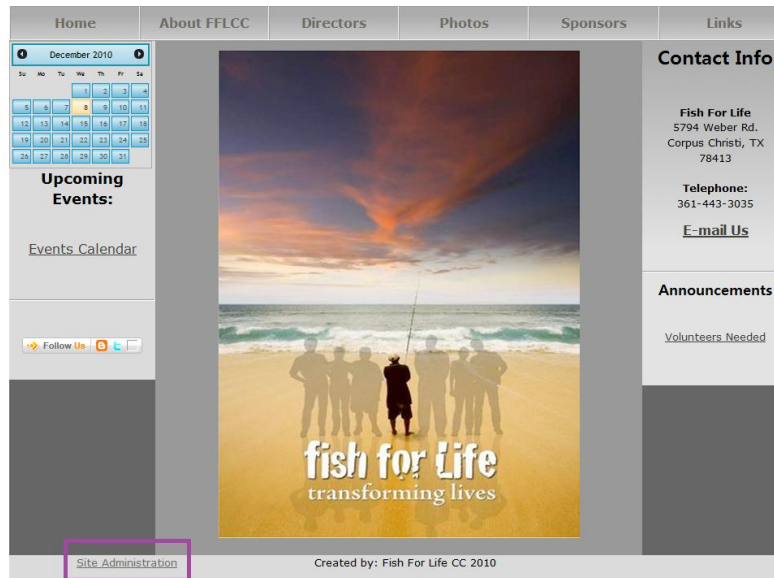 Home About FFLCC Directors Photos Sponsors Links
December 2010
Su Mo Tu We Th Fr Sa
1 2 3 4
5 6 7 8 9 10 11
12 13 14 15 16 17 18
19 20 21 22 23 24 25
26 27 28 29 30 31
Upcoming
Events:
Events Calendar
Follow Us
fish for Life
transforming lives
Contact Info
Fish For Life
5794 Weber Rd.
Corpus Christi, TX
78413
Telephone:
361-443-3035
E-mail Us
Announcements
Volunteers Needed
Site Administration
Created by: Fish For Life CC 2010